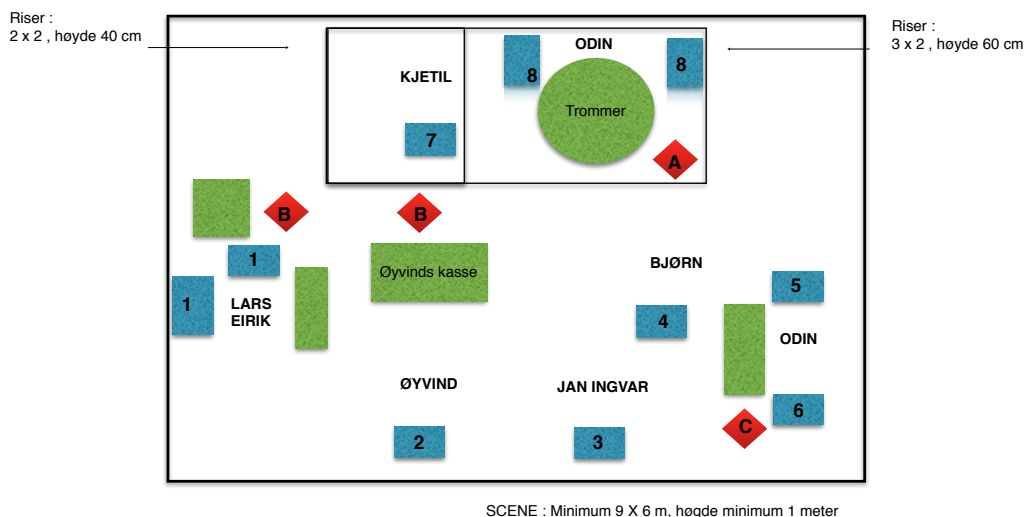 Riser :
2 x 2 , høyde 40 cm
Riser :
3 x 2 , høyde 60 cm
ODIN
KJETIL
8
8
Trommer
7
A
B
B
1
Øyvinds kasse
BJØRN
5
1
LARS
EIRIK
4
ODIN
ØYVIND
JAN INGVAR
6
C
2
3
SCENE : Minimum 9 X 6 m, høgde minimum 1 meter